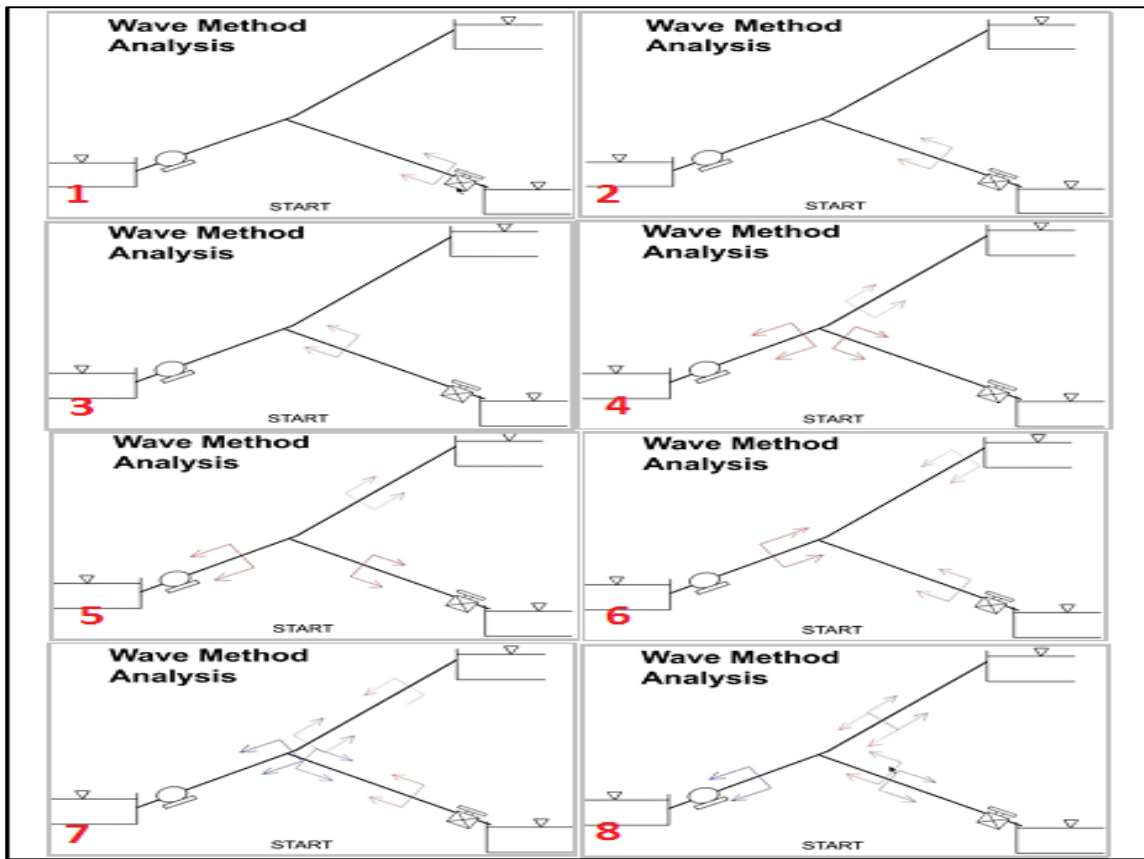 Wave Method
Analysis
1
START
Wave Method
Analysis
2
START
Wave Method
Analysis
3
START
Wave Method
Analysis
4
START
Wave Method
Analysis
5
START
Wave Method
Analysis
6
START
Wave Method
Analysis
7
START
Wave Method
Analysis
8
START